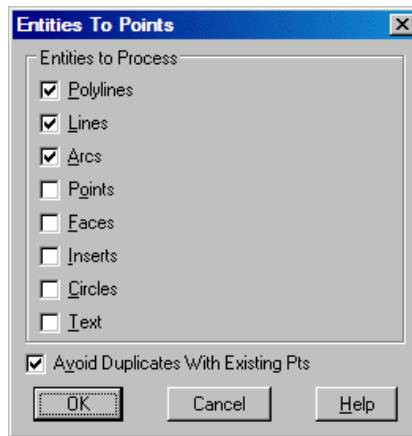 Entities To Points
Entities to Process
Polylines
Lines
Arcs
Points
Faces
Inserts
Circles
Text
Avoid Duplicates With Existing Pts
OK Cancel Help